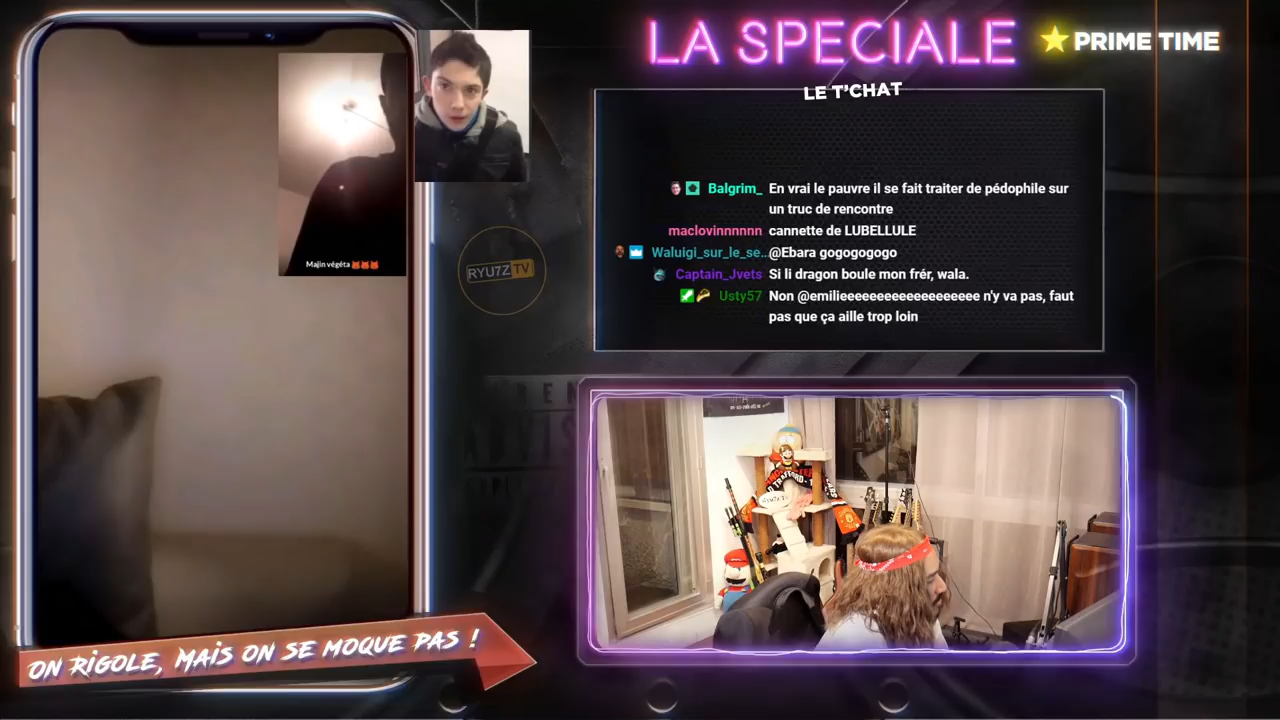 LA SPECIALE
PRIME TIME
LE T'CHAT
Balgrim_ En vrai le pauvre il se fait traiter de pédophile sur
un truc de rencontre
maclovinnnnnn cannette de LUBELLULE
Waluigi_sur_le_se... @Ebara gogogogogo
Captain_Jvets Si li dragon boule mon frér, wala.
Usty57 Non @emilieeeeeeeeeeeeeeeeeee n'y va pas, faut
pas que ça aille trop loin
Majin végéta
RYU7Z TV
TRAFFORD
ON RIGOLE, MAIS ON SE MOQUE PAS !